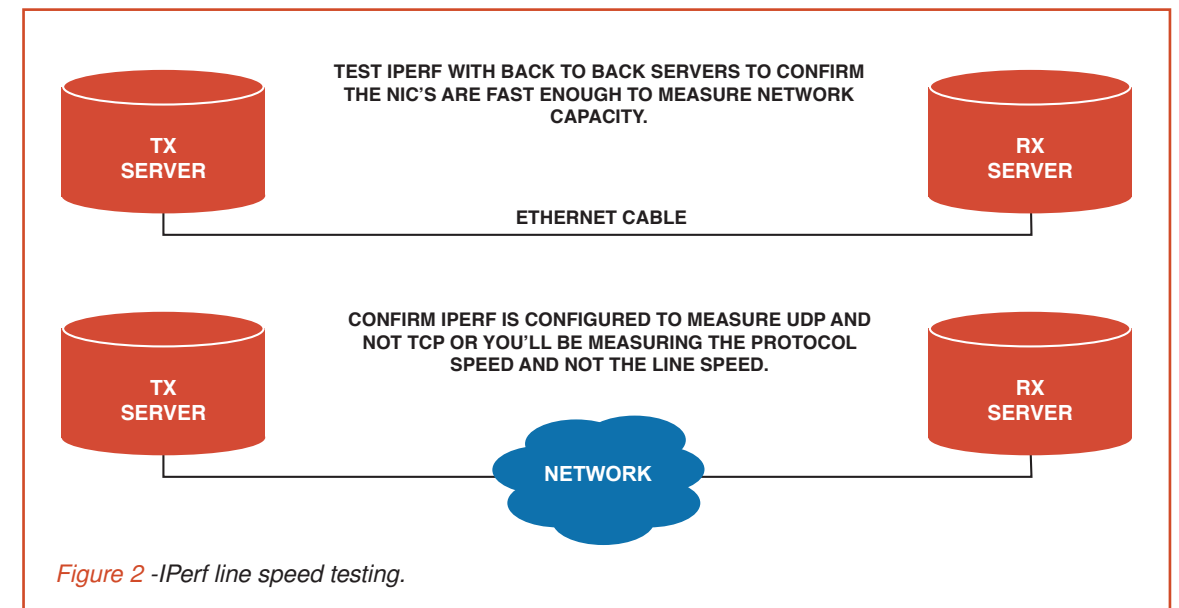 TEST IPERF WITH BACK TO BACK SERVERS TO CONFIRM
THE NIC'S ARE FAST ENOUGH TO MEASURE NETWORK
CAPACITY.
TX
SERVER
RX
SERVER
ETHERNET CABLE
CONFIRM IPERF IS CONFIGURED TO MEASURE UDP AND
NOT TCP OR YOU'LL BE MEASURING THE PROTOCOL
SPEED AND NOT THE LINE SPEED.
TX
SERVER
RX
SERVER
NETWORK
Figure 2 -IPerf line speed testing.